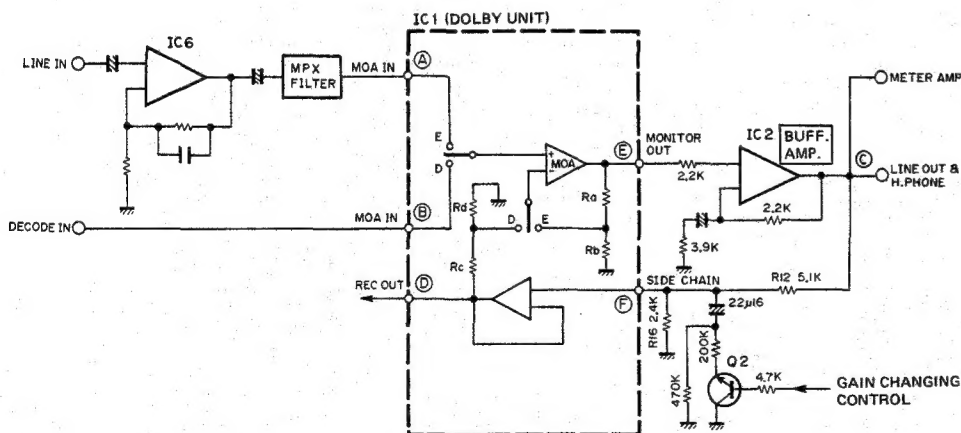 IC1 (DOLBY UNIT)
IC6
LINE IN
MPX
FILTER
MOA IN
A
METER AMP
E
D
MOA
+
-
E
MONITOR
OUT
2.2K
IC2
BUFF.
AMP.
C
LINE OUT &
H.PHONE
Ra
Rd
D
E
Rb
2.2K
3.9K
DECODE IN
MOA IN
B
Rc
REC OUT
D
F
SIDE CHAIN
R12 5.1K
22μ16
R16 2.4K
200K
Q2
470K
4.7K
GAIN CHANGING
CONTROL